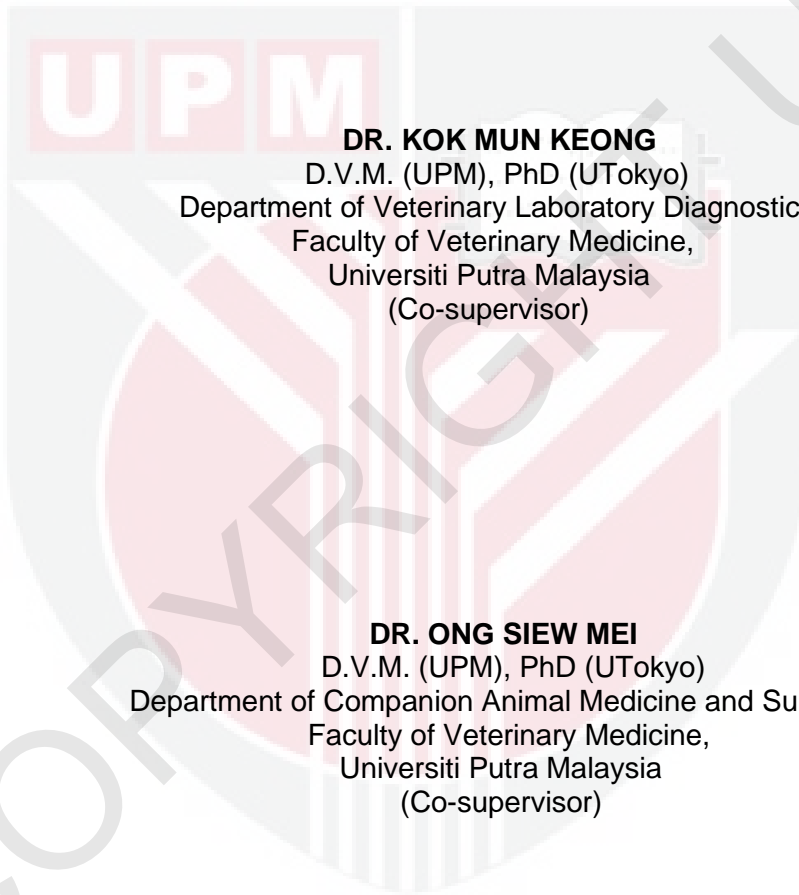 UPM
DR. KOK MUN KEONG
D.V.M. (UPM), PhD (UTokyo)
Department of Veterinary Laboratory Diagnostic
Faculty of Veterinary Medicine,
Universiti Putra Malaysia
(Co-supervisor)
DR. ONG SIEW MEI
D.V.M. (UPM), PhD (UTokyo)
Department of Companion Animal Medicine and Su
Faculty of Veterinary Medicine,
Universiti Putra Malaysia
(Co-supervisor)
COPYRIGHT U